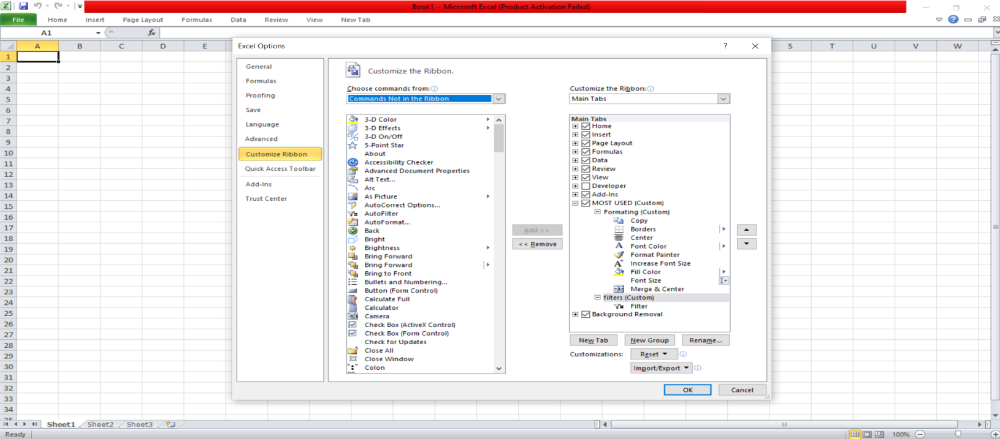 Book1 - Microsoft Excel (Product Activation Failed)
File Home Insert Page Layout Formulas Data Review View New Tab
A1 fx
A B C D E S T U V W
1
2
3
4
5
6
7
8
9
10
11
12
13
14
15
16
17
18
19
20
21
22
23
24
25
26
27
28
29
30
31
32
33
34
35
Excel Options ?
General
Formulas
Proofing
Save
Language
Advanced
Customize Ribbon
Quick Access Toolbar
Add-Ins
Trust Center
Customize the Ribbon.
Choose commands from:
Commands Not in the Ribbon
3-D Color
3-D Effects
3-D On/Off
5-Point Star
About
Accessibility Checker
Advanced Document Properties
Alt Text...
Arc
As Picture
AutoCorrect Options...
AutoFilter
AutoFormat...
Back
Bright
Brightness
Bring Forward
Bring Forward
Bring to Front
Bullets and Numbering...
Button (Form Control)
Calculate Full
Calculator
Camera
Check Box (ActiveX Control)
Check Box (Form Control)
Check for Updates
Close All
Close Window
Colon
Add >>
<< Remove
Customize the Ribbon:
Main Tabs
Main Tabs
Home
Insert
Page Layout
Formulas
Data
Review
View
Developer
Add-Ins
MOST USED (Custom)
Formating (Custom)
Copy
Borders
Center
Font Color
Format Painter
Increase Font Size
Fill Color
Font Size
Merge & Center
filters (Custom)
Filter
Background Removal
New Tab New Group Rename...
Customizations: Reset
Import/Export
OK Cancel
Sheet1 Sheet2 Sheet3
Ready 100%